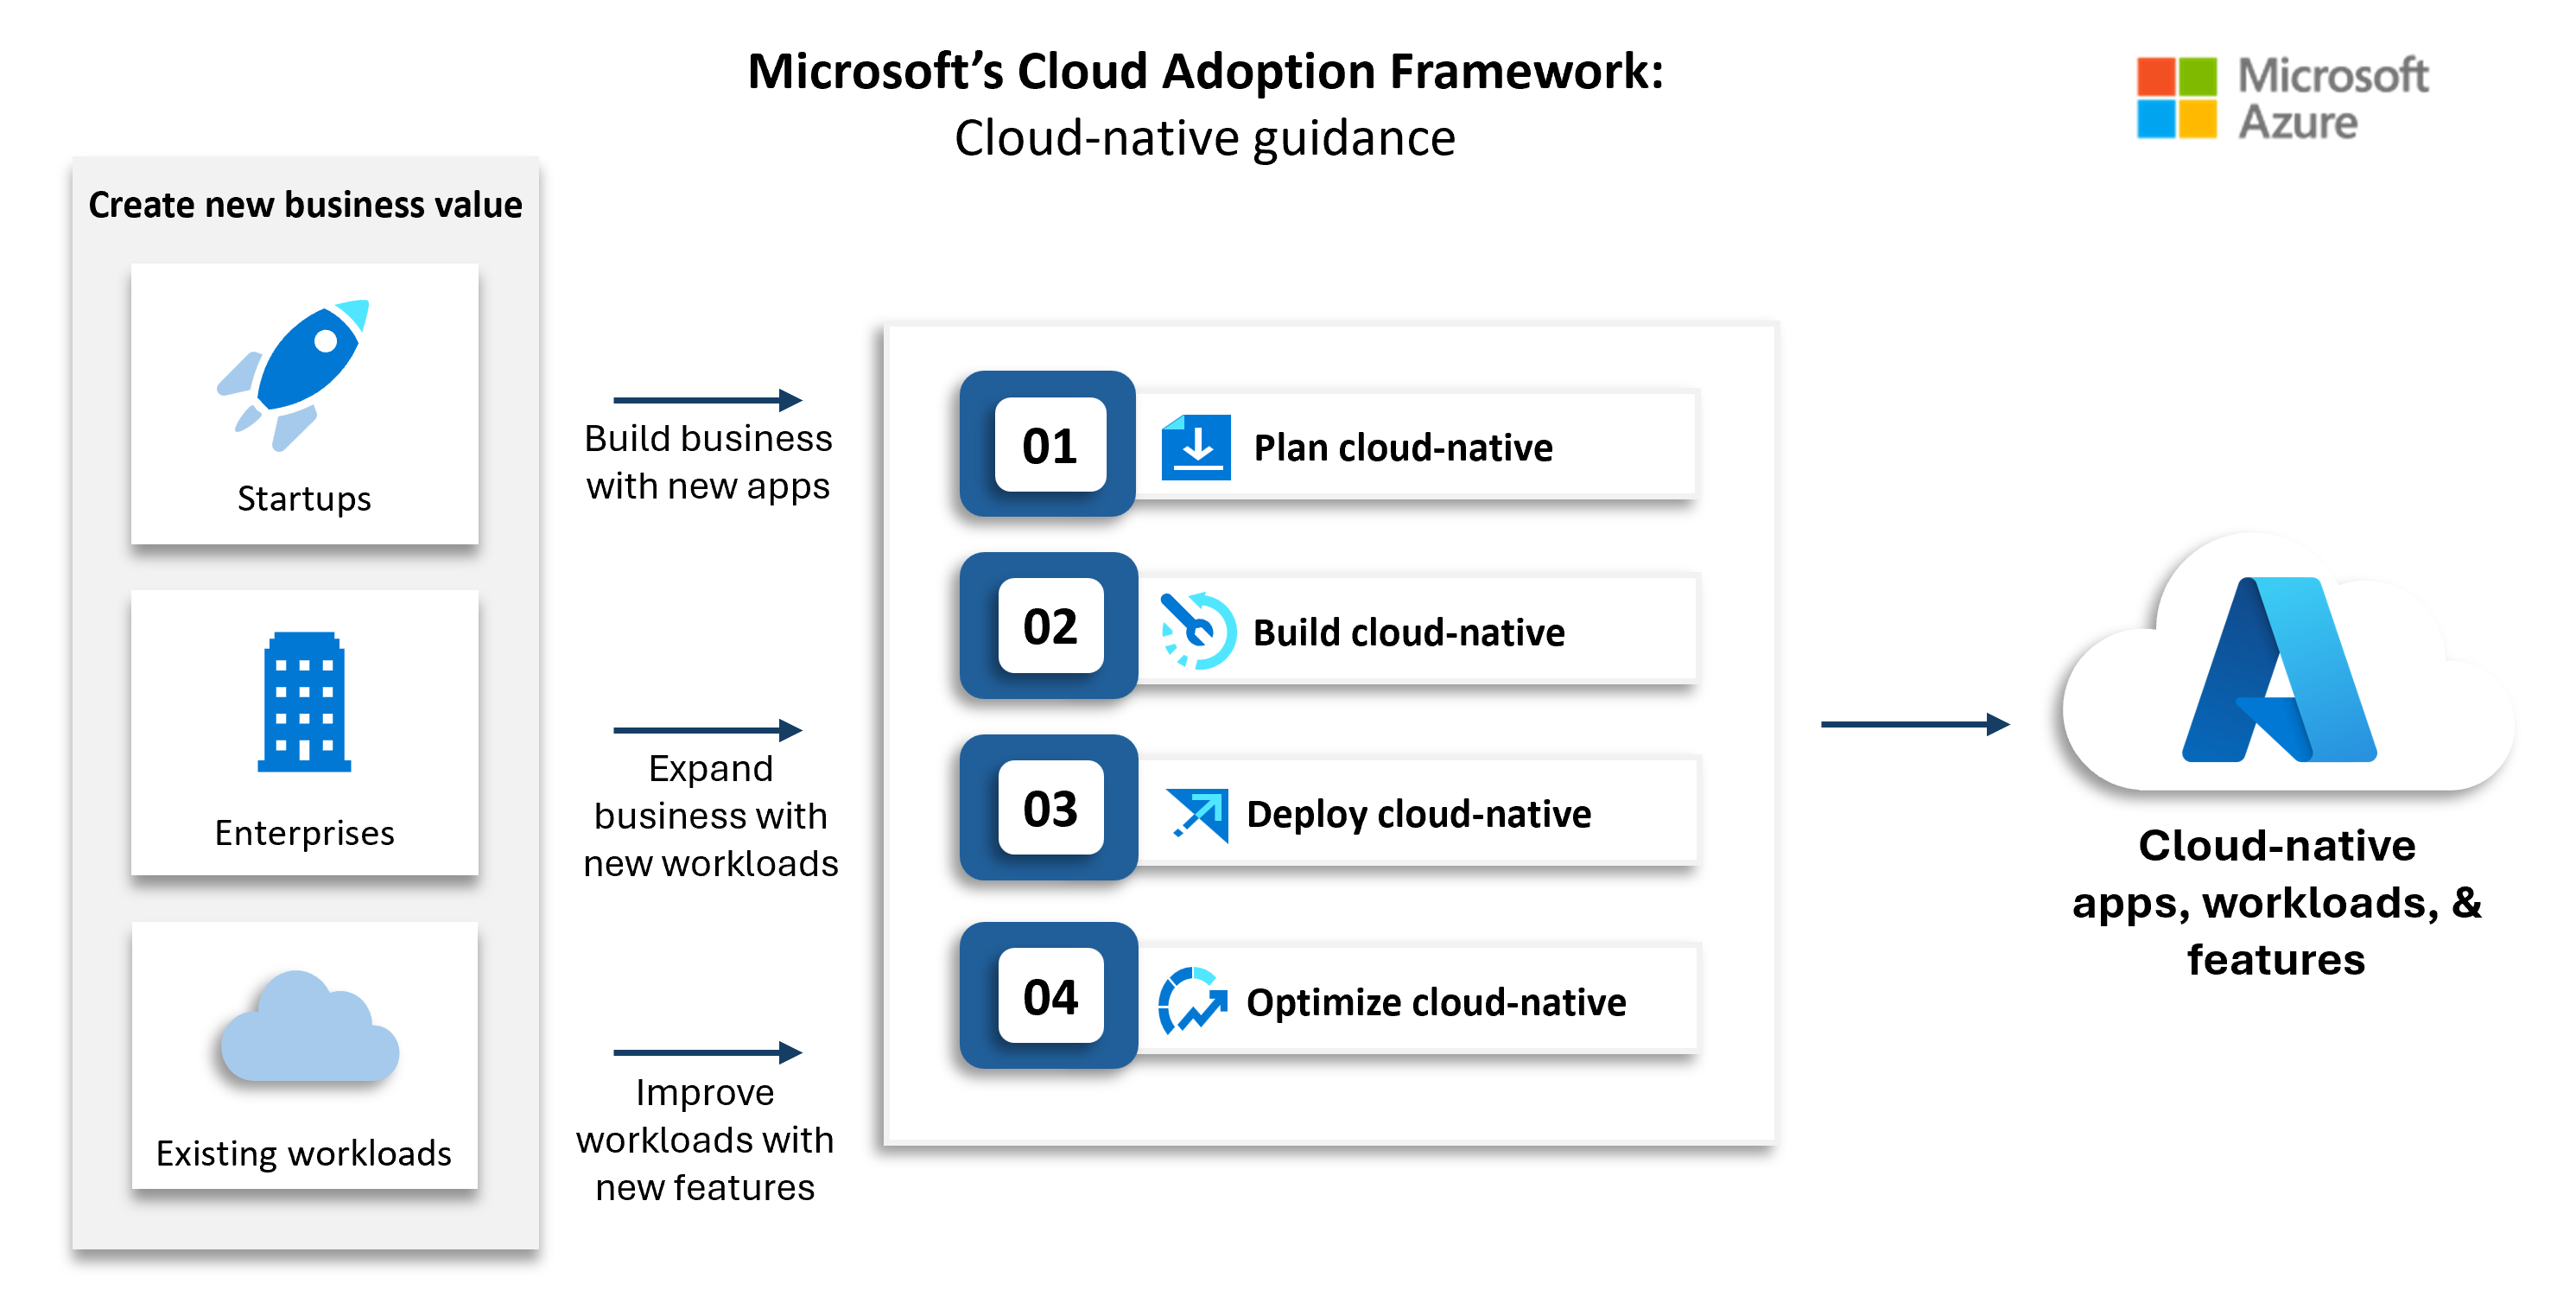 Microsoft’s Cloud Adoption Framework:
Cloud-native guidance
Microsoft
Azure
Create new business value
Startups
Enterprises
Existing workloads
Build business
with new apps
Expand
business with
new workloads
Improve
workloads with
new features
01
Plan cloud-native
02
Build cloud-native
03
Deploy cloud-native
04
Optimize cloud-native
Cloud-native
apps, workloads, &
features